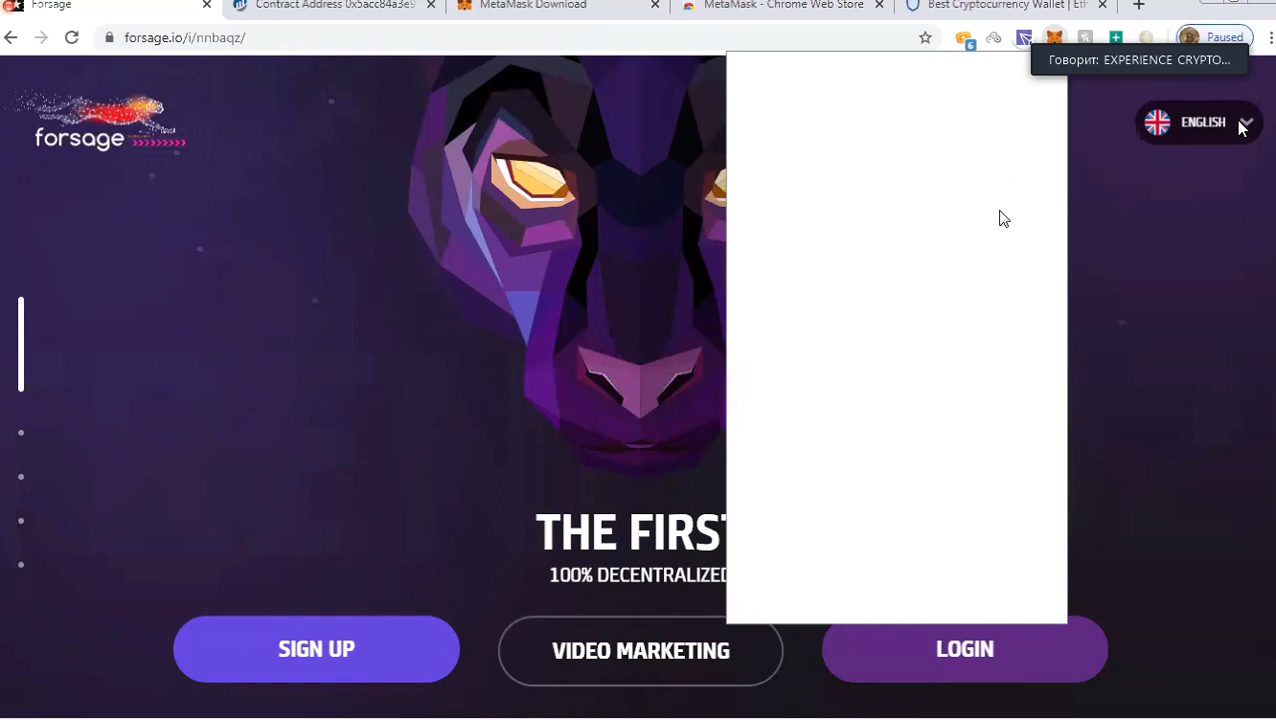 Forsage
Contract Address 0x5acc84a3e9
MetaMask Download
MetaMask - Chrome Web Store
Best Cryptocurrency Wallet | Eth
forsage.io/i/nnbaqz/
6
Paused
Говорит: EXPERIENCE CRYPTO...
forsage
ENGLISH
THE FIRST
100% DECENTRALIZED
SIGN UP
VIDEO MARKETING
LOGIN